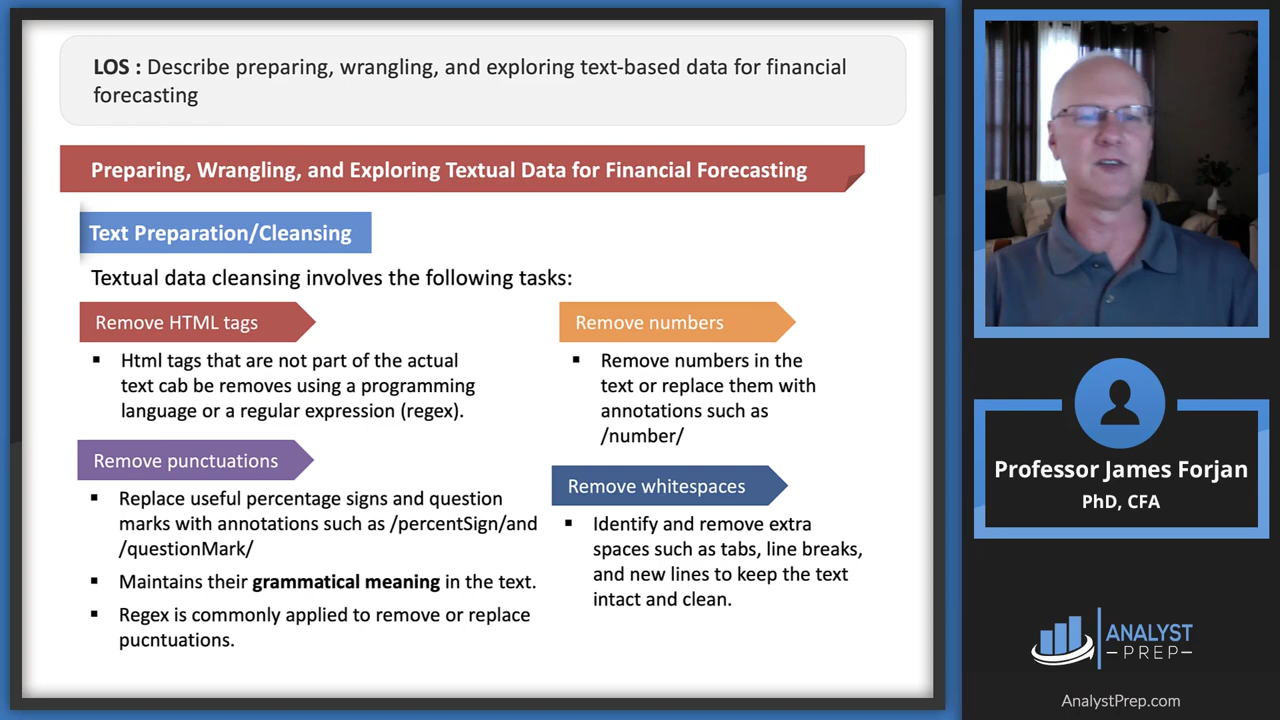 LOS : Describe preparing, wrangling, and exploring text-based data for financial
forecasting
Preparing, Wrangling, and Exploring Textual Data for Financial Forecasting
Text Preparation/Cleansing
Textual data cleansing involves the following tasks:
Remove HTML tags
▪ Html tags that are not part of the actual
text cab be removes using a programming
language or a regular expression (regex).
Remove punctuations
▪ Replace useful percentage signs and question
marks with annotations such as /percentSign/and
/questionMark/
▪ Maintains their grammatical meaning in the text.
▪ Regex is commonly applied to remove or replace
pucntuations.
Remove numbers
▪ Remove numbers in the
text or replace them with
annotations such as
/number/
Remove whitespaces
▪ Identify and remove extra
spaces such as tabs, line breaks,
and new lines to keep the text
intact and clean.
Professor James Forjan
PhD, CFA
ANALYST
–PREP–
AnalystPrep.com